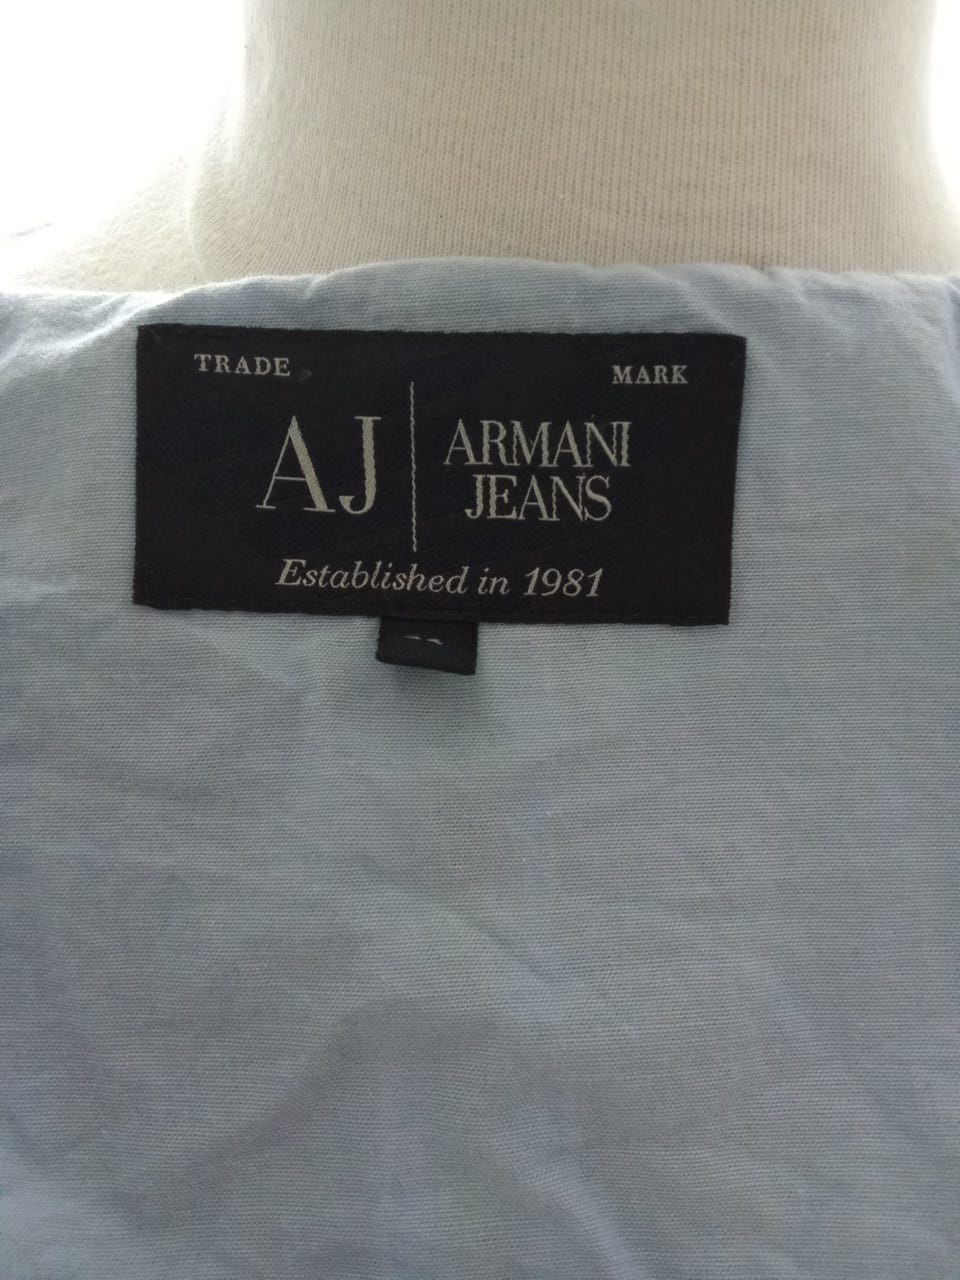 TRADE MARK
AJ ARMANI
JEANS
Established in 1981